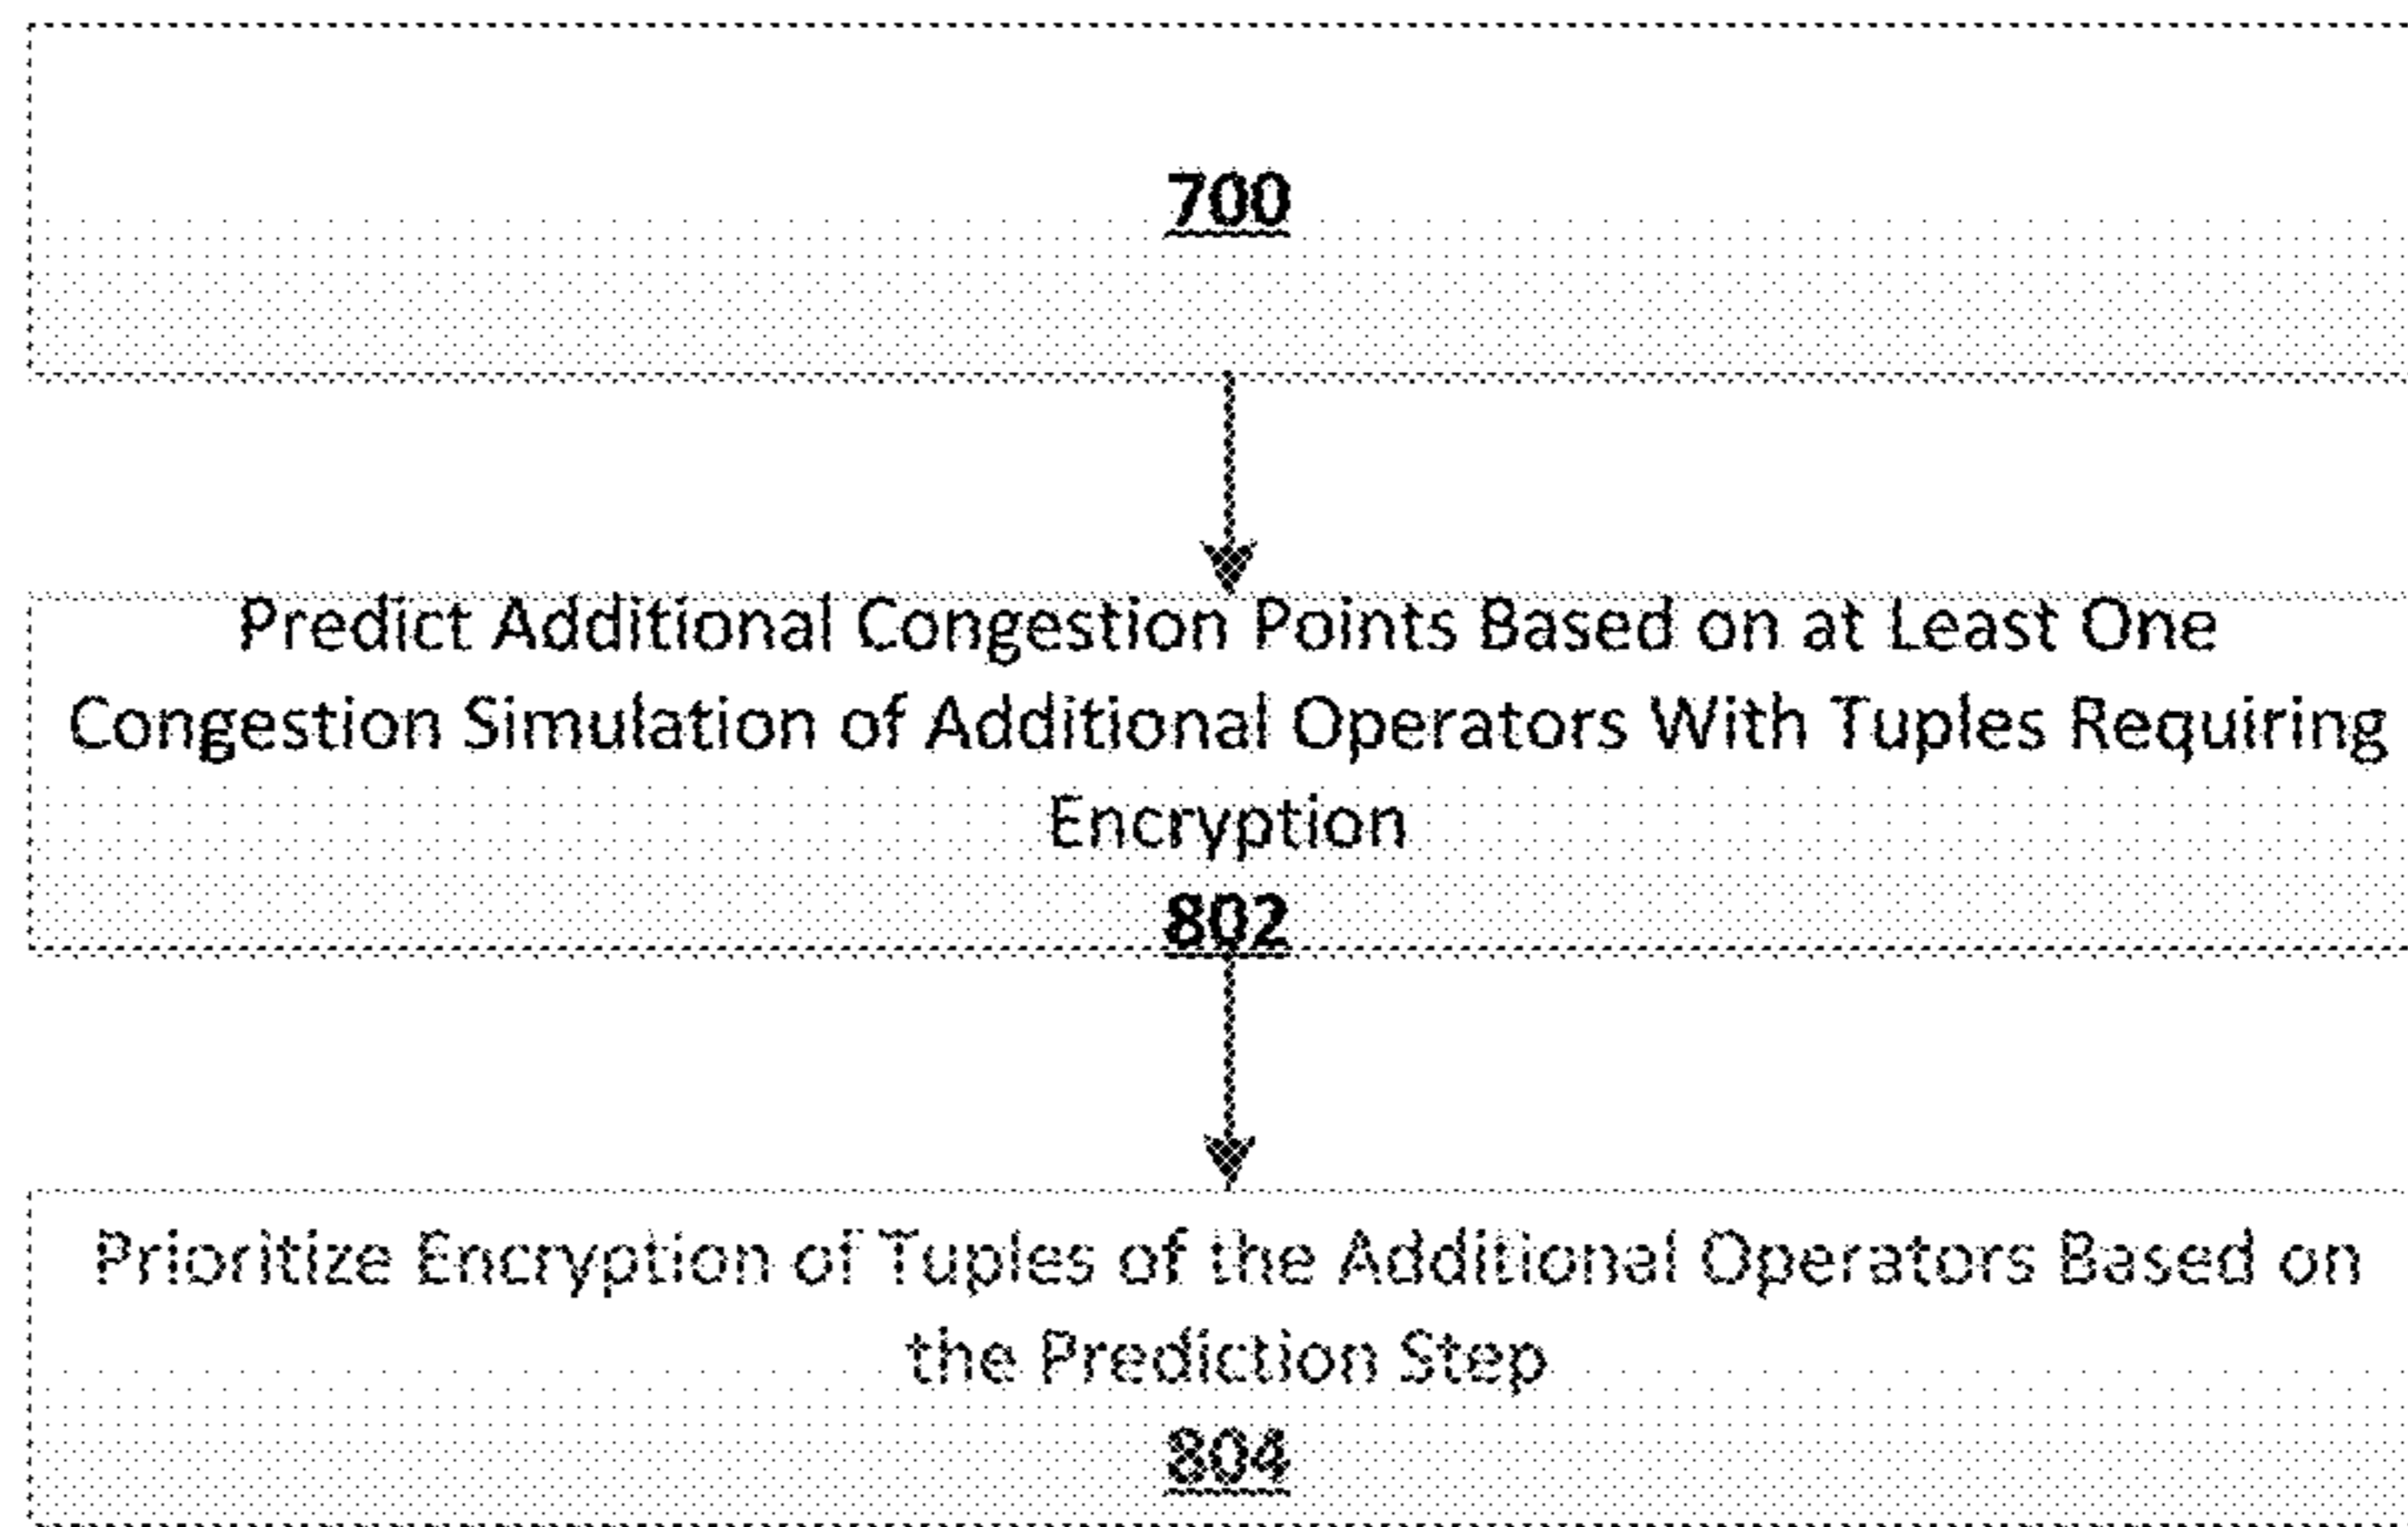 700
Predict Additional Congestion Points Based on at Least One
Congestion Simulation of Additional Operators With Tuples Requiring
Encryption
802
Prioritize Encryption of Tuples of the Additional Operators Based on
the Prediction Step
804